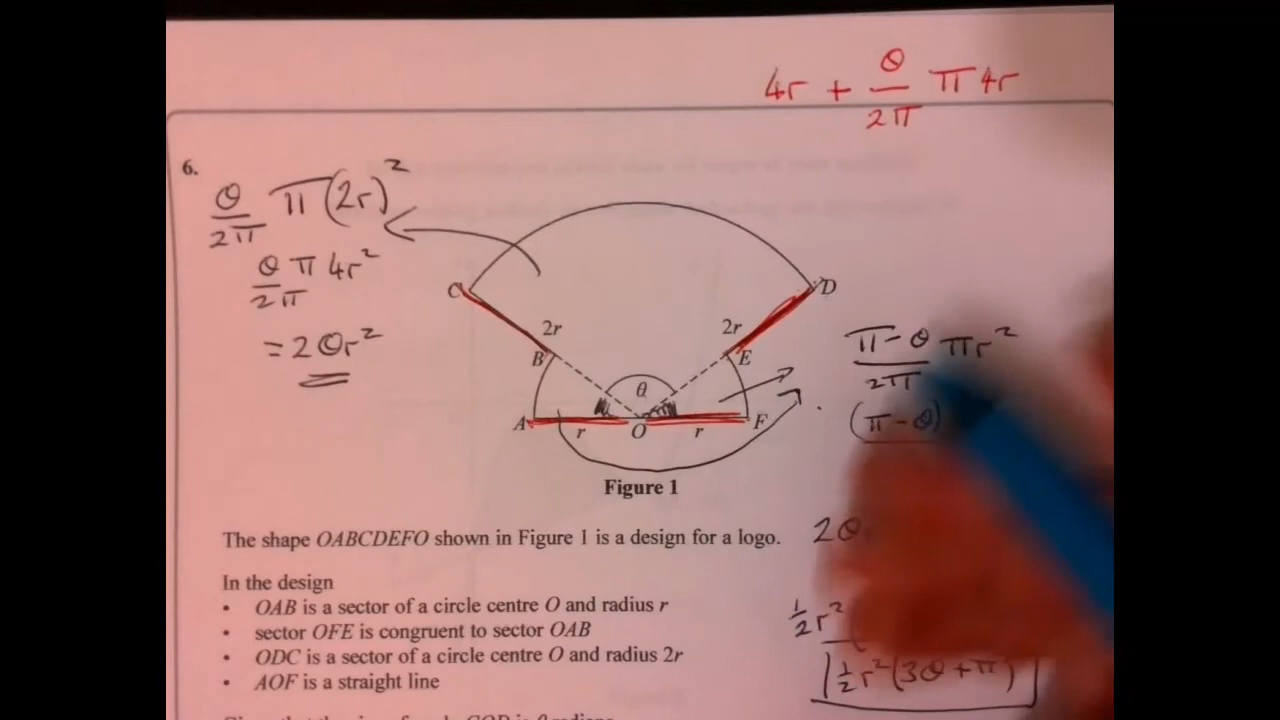 4r + θ/2π π4r
6.
θ/2π π(2r)²
θ/2π π 4r²
= 2θr²
C
D
2r
2r
B
E
θ
A
O
F
r
r
π-θ/2π πr²
(π-θ)
Figure 1
The shape OABCDEFO shown in Figure 1 is a design for a logo.
2θ
In the design
• OAB is a sector of a circle centre O and radius r
½r²
• sector OFE is congruent to sector OAB
• ODC is a sector of a circle centre O and radius 2r
½r²(3θ+π)
• AOF is a straight line